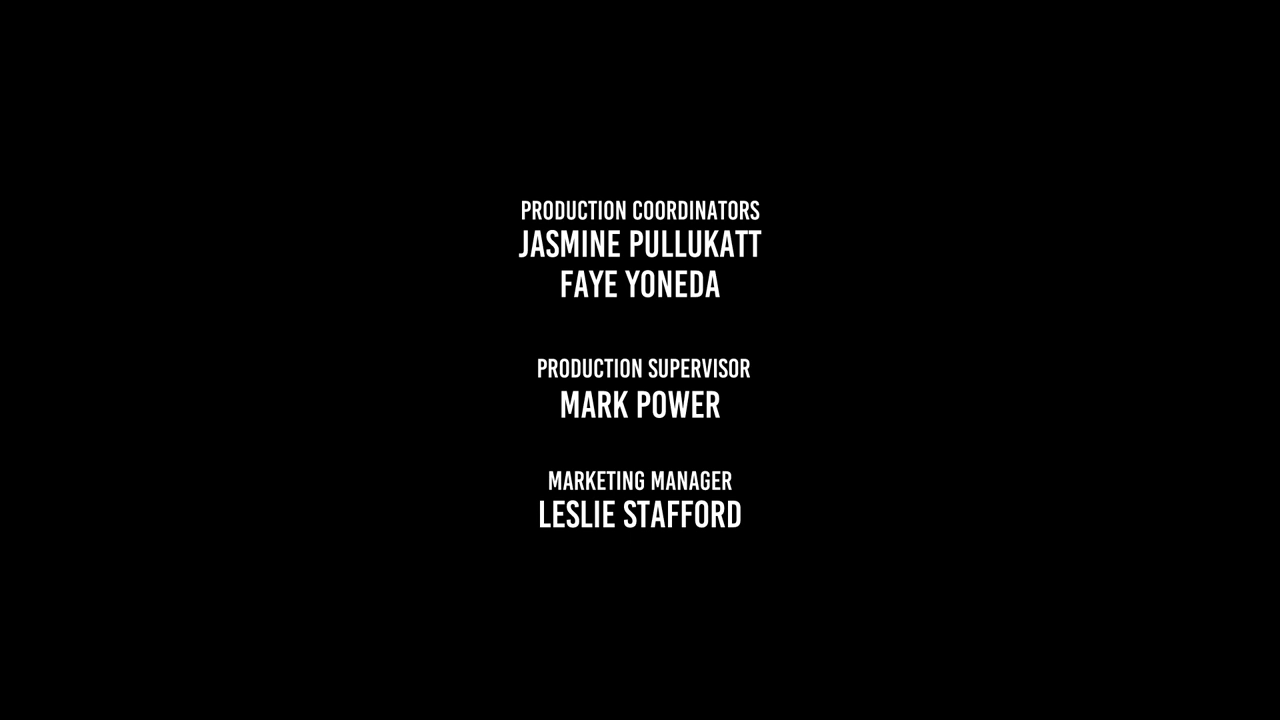 PRODUCTION COORDINATORS
JASMINE PULLUKATT
FAYE YONEDA
PRODUCTION SUPERVISOR
MARK POWER
MARKETING MANAGER
LESLIE STAFFORD